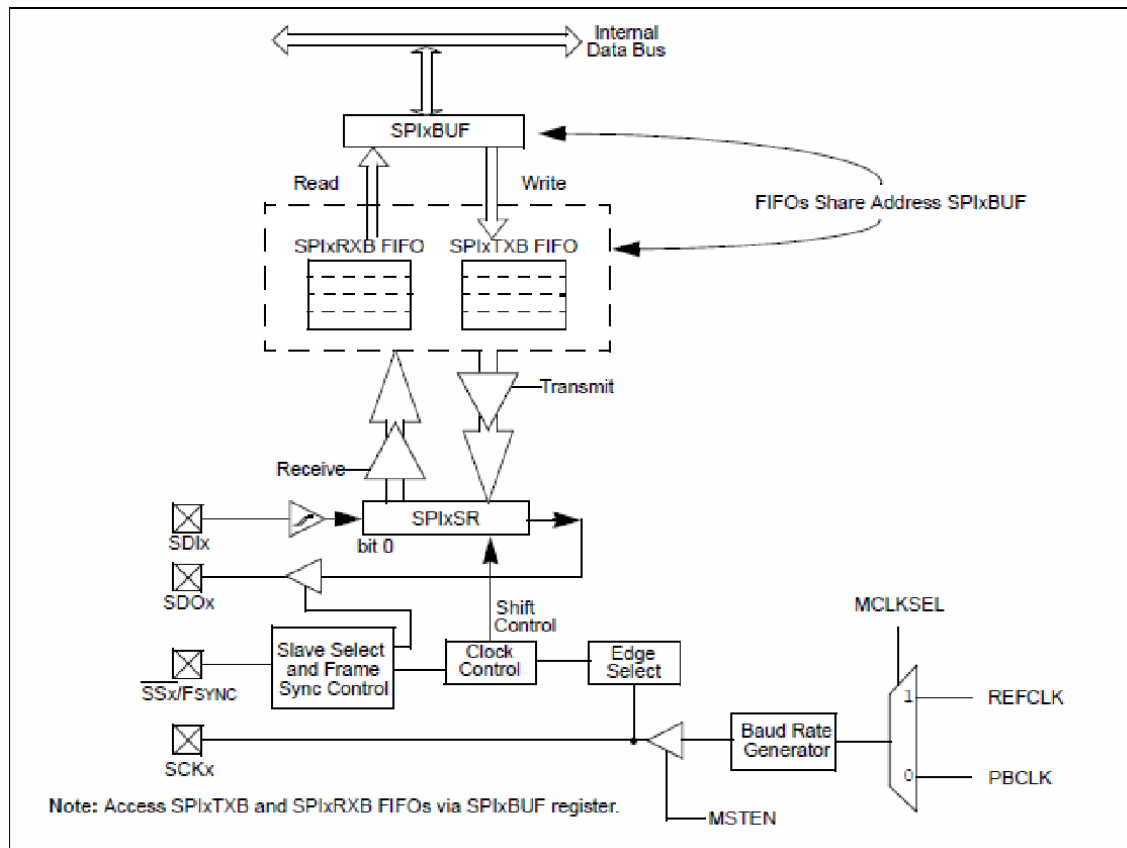 Internal
Data Bus
SPIxBUF
Read
Write
FIFOs Share Address SPIxBUF
SPIxRXB FIFO
SPIxTXB FIFO
Transmit
Receive
SPIxSR
SDIx
bit 0
SDOx
Shift
Control
MCLKSEL
Slave Select
and Frame
Sync Control
Clock
Control
Edge
Select
SSx/FSYNC
1
REFCLK
Baud Rate
Generator
SCKx
0
PBCLK
Note: Access SPIxTXB and SPIxRXB FIFOs via SPIxBUF register.
MSTEN